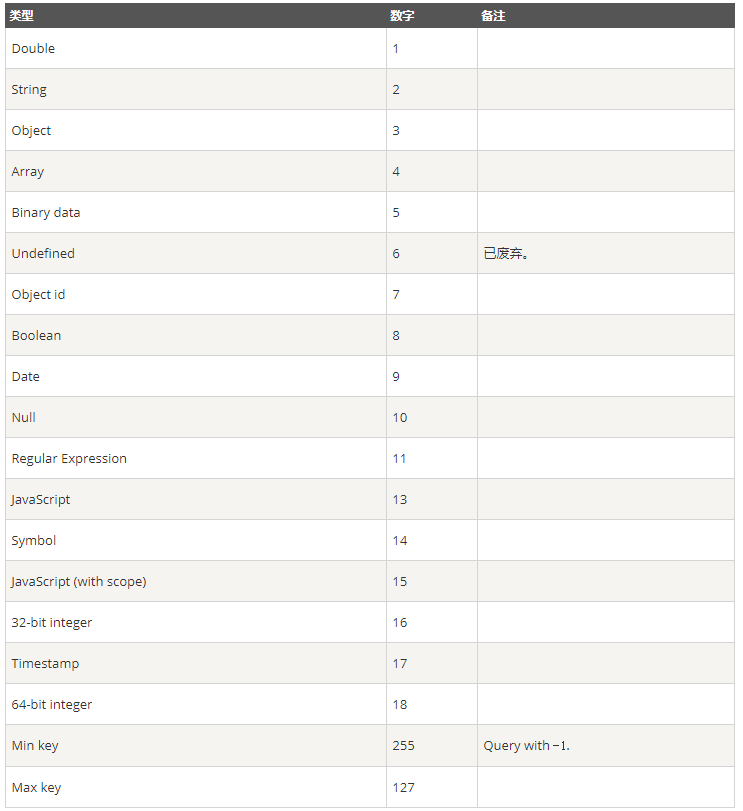 类型 数字 备注
Double 1
String 2
Object 3
Array 4
Binary data 5
Undefined 6 已废弃。
Object id 7
Boolean 8
Date 9
Null 10
Regular Expression 11
JavaScript 13
Symbol 14
JavaScript (with scope) 15
32-bit integer 16
Timestamp 17
64-bit integer 18
Min key 255 Query with -1.
Max key 127